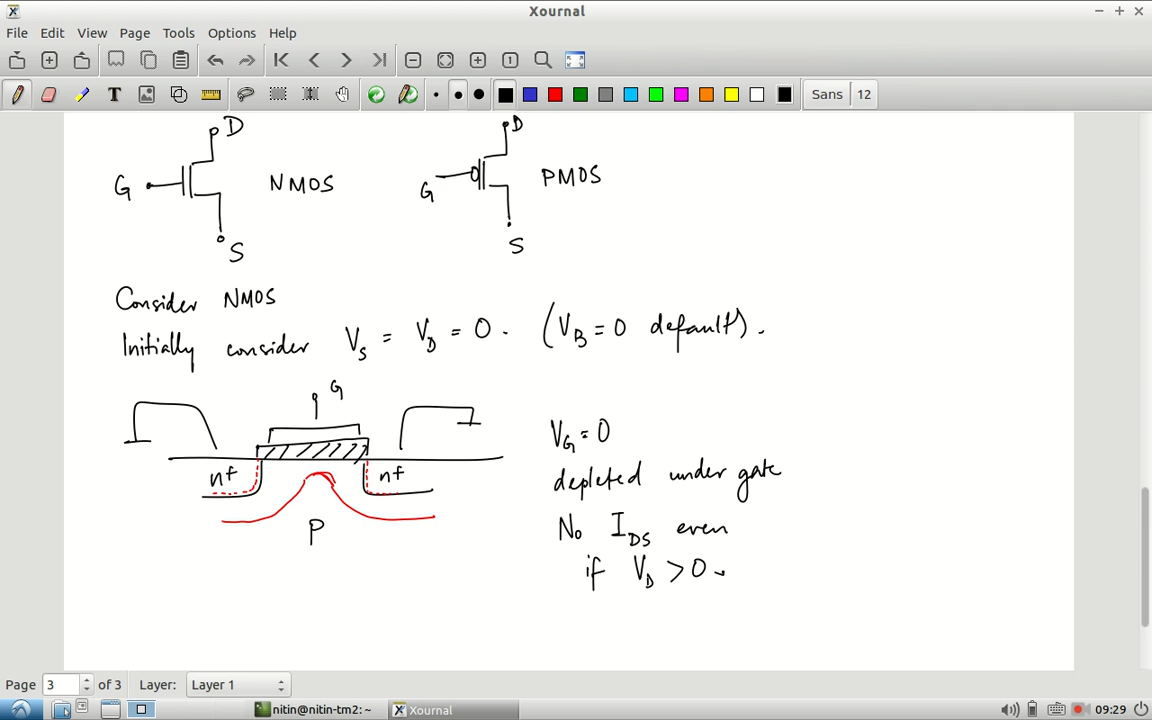 Xournal
File Edit View Page Tools Options Help
Sans 12
D D
G NMOS G PMOS
S S
Consider NMOS
Initially consider V_S = V_D = 0. (V_B = 0 default).
G
V_G = 0
n+ n+
depleted under gate
P
No I_DS even
if V_D > 0.
Page 3 of 3 Layer: Layer 1
nitin@nitin-tm2: ~ Xournal 09:29